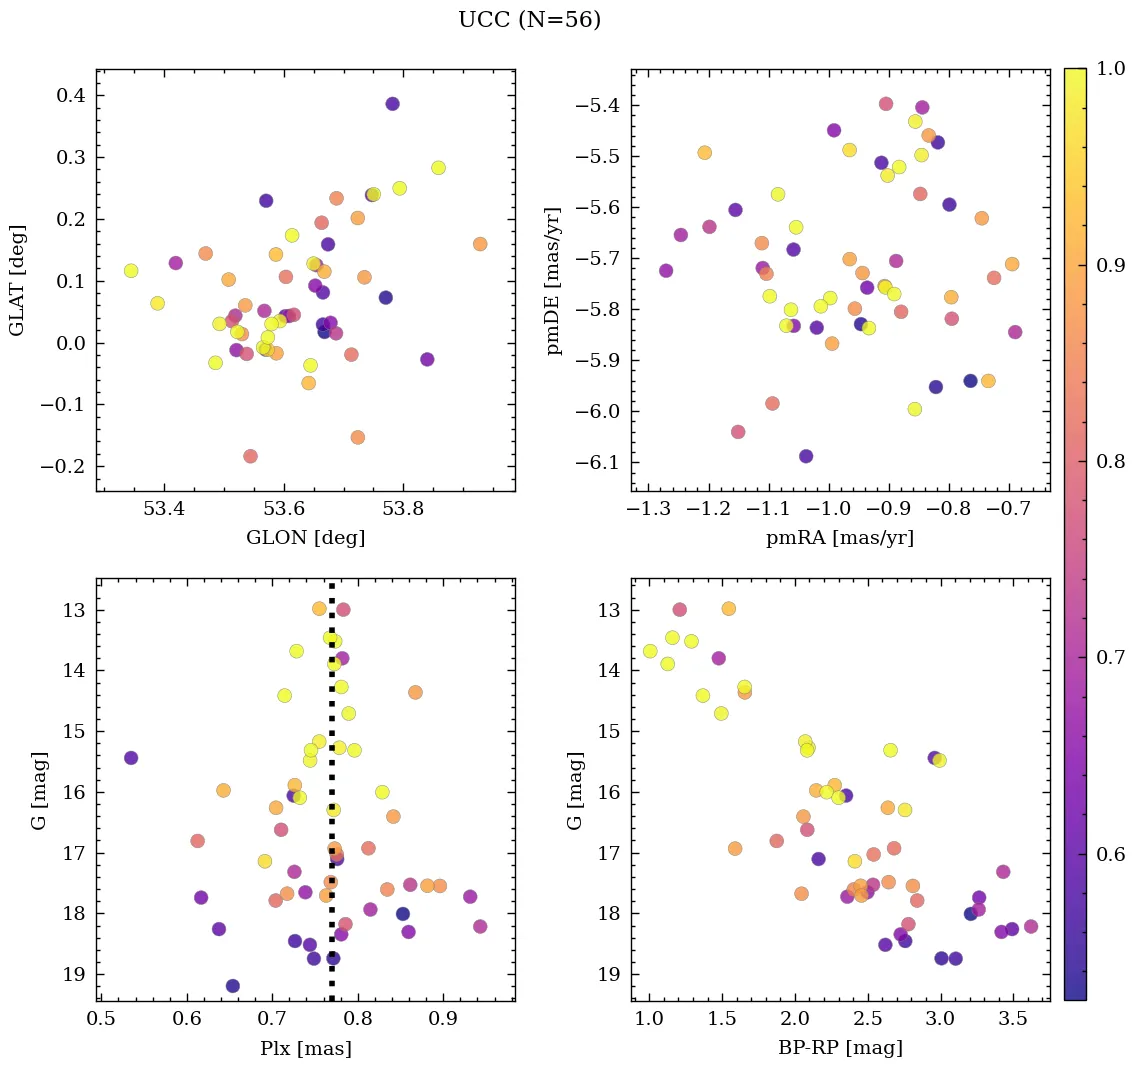 UCC (N=56)
0.4
0.3
0.2
0.1
0.0
−0.1
−0.2
GLAT [deg]
53.4 53.6 53.8
GLON [deg]
−5.4
−5.5
−5.6
−5.7
−5.8
−5.9
−6.0
−6.1
pmDE [mas/yr]
−1.3 −1.2 −1.1 −1.0 −0.9 −0.8 −0.7
pmRA [mas/yr]
1.0
0.9
0.8
0.7
0.6
13
14
15
16
17
18
19
G [mag]
0.5 0.6 0.7 0.8 0.9
Plx [mas]
13
14
15
16
17
18
19
G [mag]
1.0 1.5 2.0 2.5 3.0 3.5
BP-RP [mag]